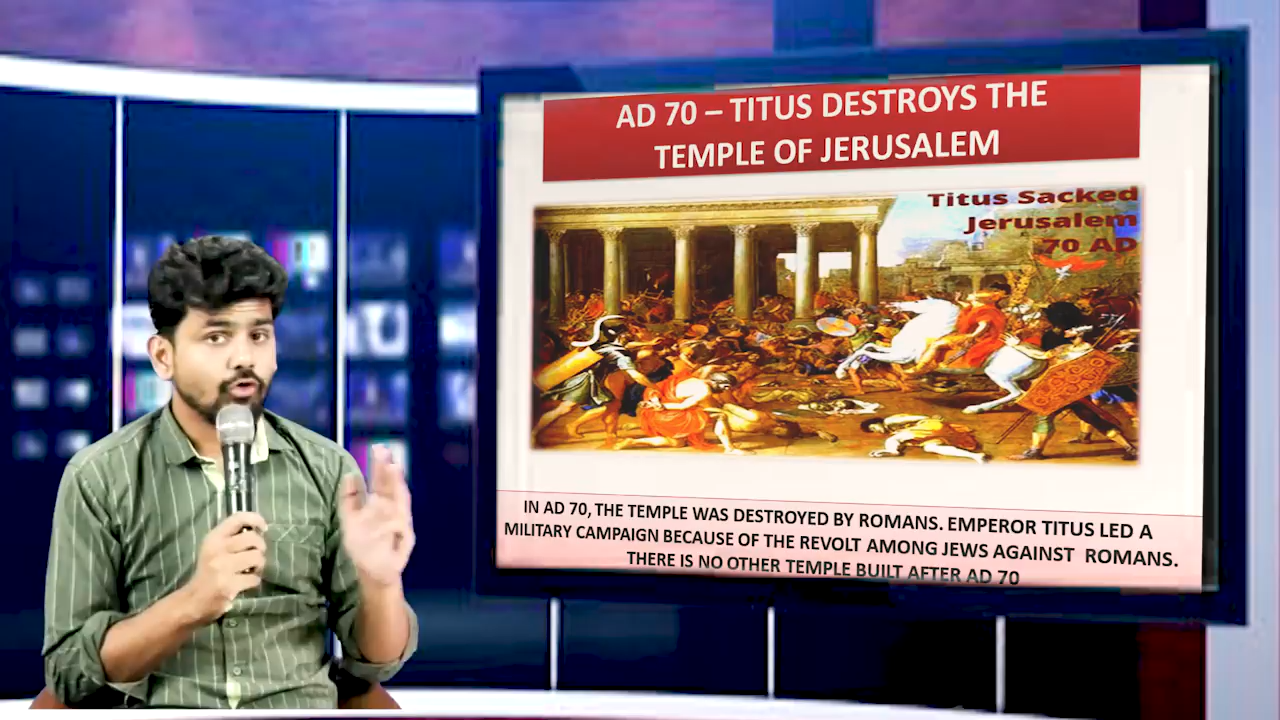 AD 70 – TITUS DESTROYS THE
TEMPLE OF JERUSALEM
Titus Sacked
Jerusalem
70 AD
IN AD 70, THE TEMPLE WAS DESTROYED BY ROMANS. EMPEROR TITUS LED A
MILITARY CAMPAIGN BECAUSE OF THE REVOLT AMONG JEWS AGAINST ROMANS.
THERE IS NO OTHER TEMPLE BUILT AFTER AD 70